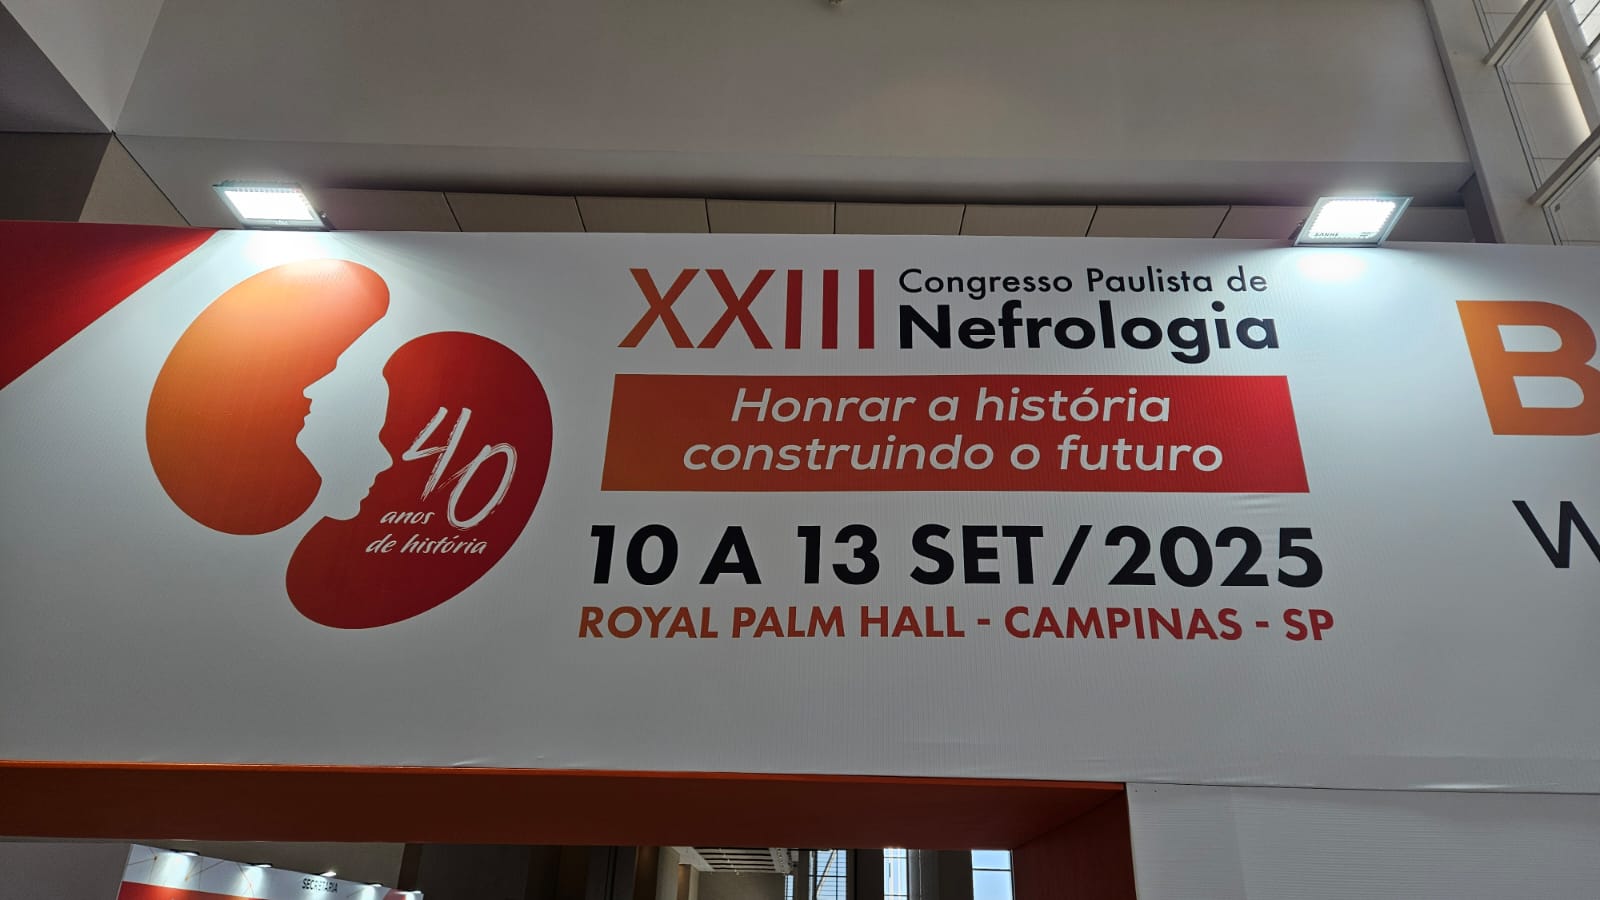 XXIII Congresso Paulista de
Nefrologia
Honrar a história
construindo o futuro
40
anos
de história
10 A 13 SET/2025
ROYAL PALM HALL - CAMPINAS - SP
B
W
SECRETARIA